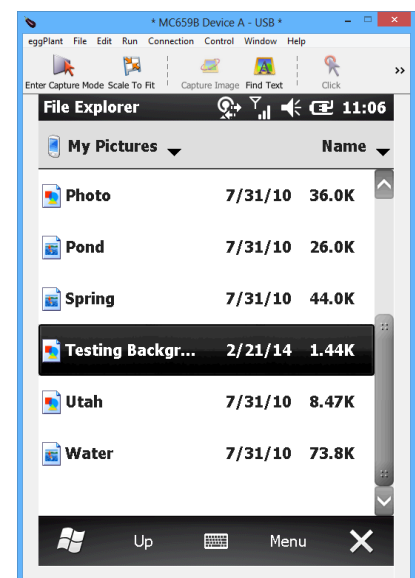 * MC659B Device A - USB *
eggPlant File Edit Run Connection Control Window Help
Enter Capture Mode Scale To Fit Capture Image Find Text Click
File Explorer 11:06
My Pictures Name
Photo 7/31/10 36.0K
Pond 7/31/10 26.0K
Spring 7/31/10 44.0K
Testing Backgr... 2/21/14 1.44K
Utah 7/31/10 8.47K
Water 7/31/10 73.8K
Up Menu